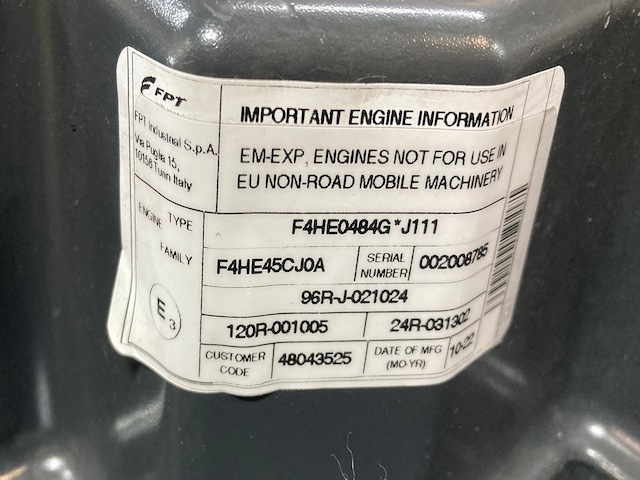 FPT
FPT Industrial S.p.A.
Via Puglia 15,
10156 Turin Italy
IMPORTANT ENGINE INFORMATION
EM-EXP, ENGINES NOT FOR USE IN
EU NON-ROAD MOBILE MACHINERY
ENGINE TYPE
F4HE0484G*J111
FAMILY
F4HE45CJ0A
SERIAL
NUMBER
002008785
96R-J-021024
E3
120R-001005
24R-031302
CUSTOMER
CODE
48043525
DATE OF MFG
(MO-YR)
10-22